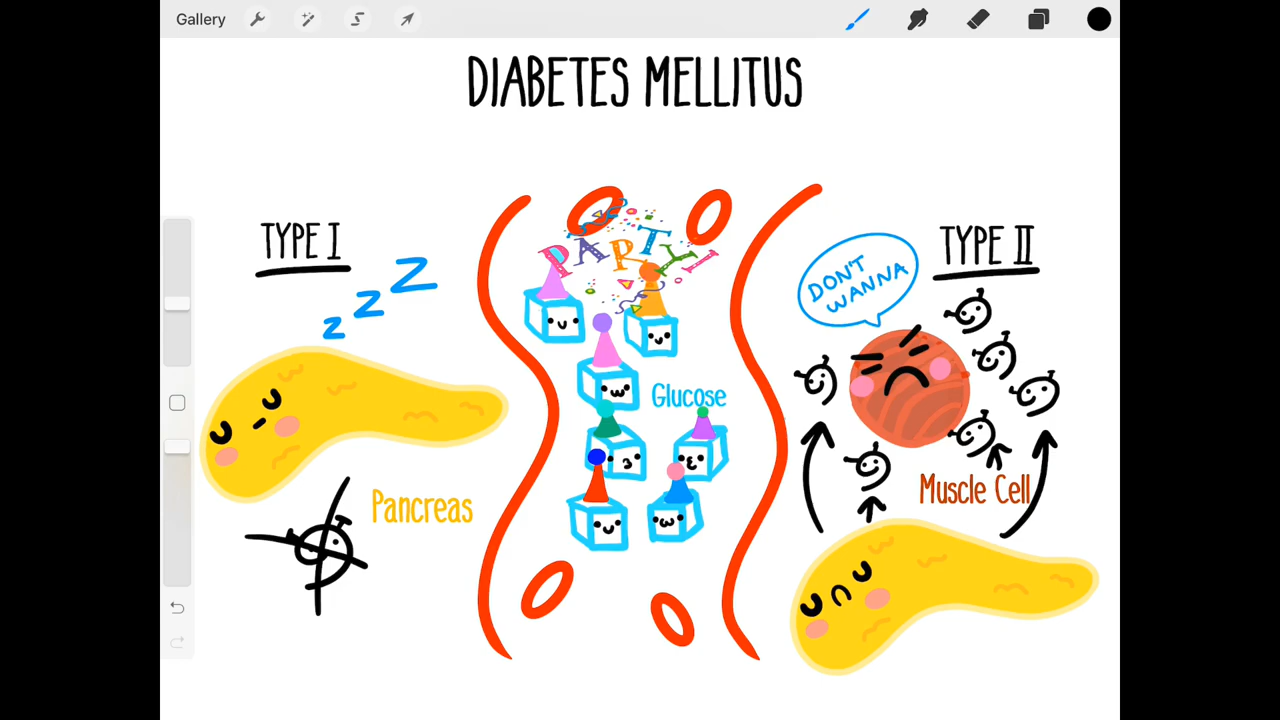 Gallery
DIABETES MELLITUS
TYPE I
z z Z
PARTY!
DON'T
WANNA
TYPE II
Glucose
Pancreas
Muscle Cell